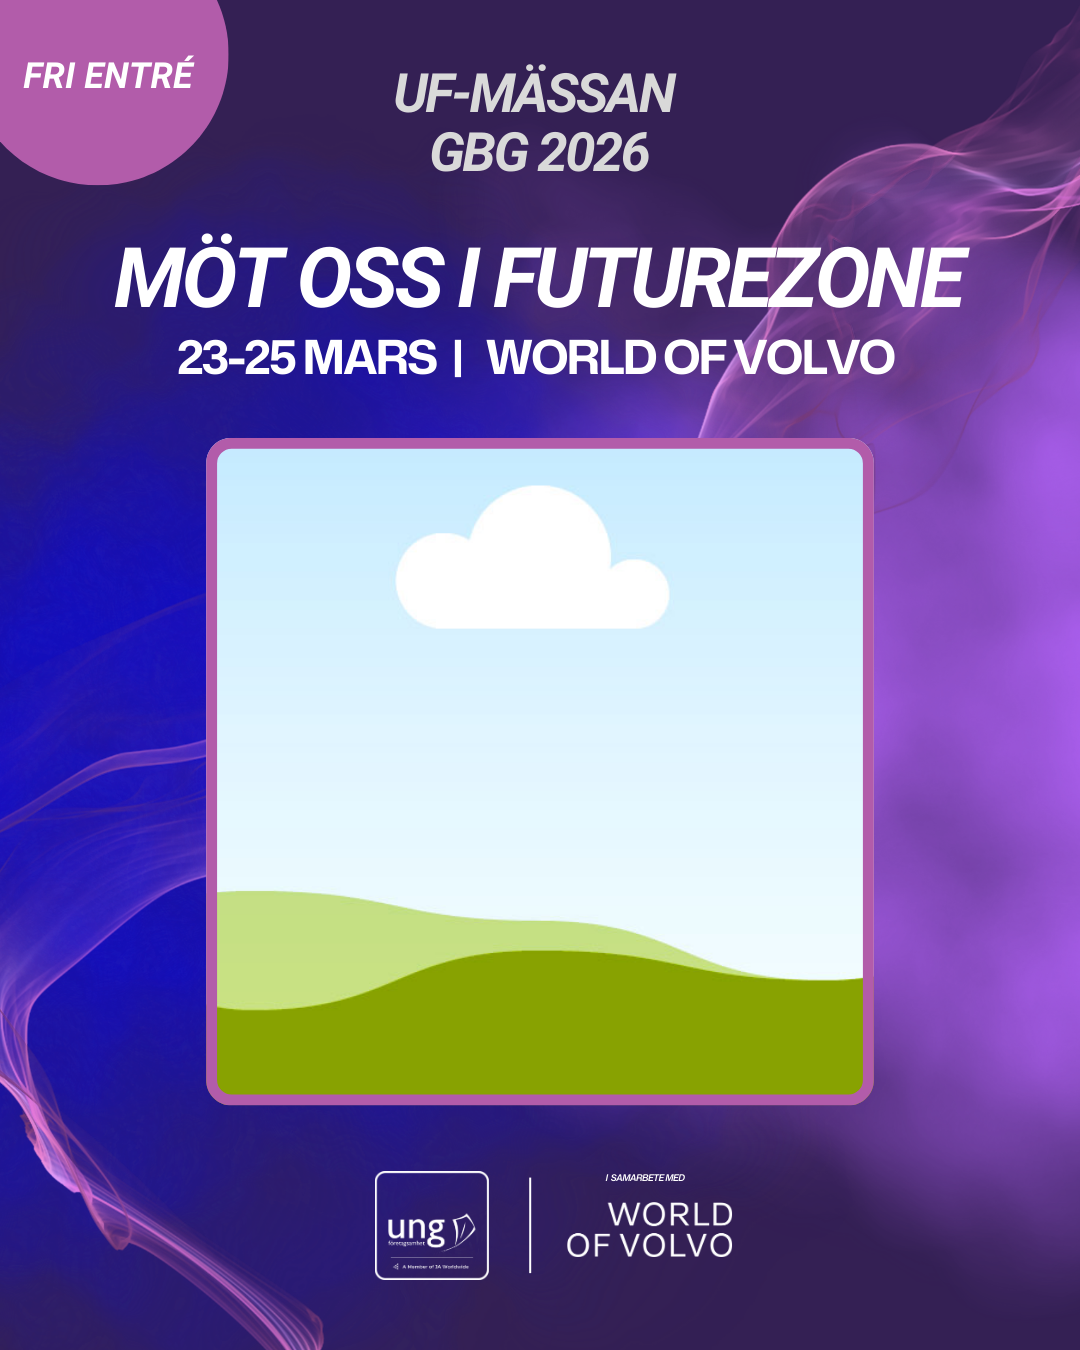 FRI ENTRÉ
UF-MÄSSAN
GBG 2026
MÖT OSS I FUTUREZONE
23-25 MARS | WORLD OF VOLVO
ung
företagsamhet
A Member of JA Worldwide
I SAMARBETE MED
WORLD
OF VOLVO